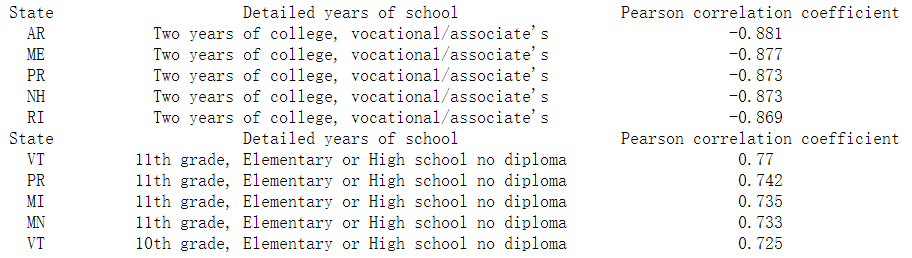 State Detailed years of school Pearson correlation coefficient
AR Two years of college, vocational/associate's -0.881
ME Two years of college, vocational/associate's -0.877
PR Two years of college, vocational/associate's -0.873
NH Two years of college, vocational/associate's -0.873
RI Two years of college, vocational/associate's -0.869
State Detailed years of school Pearson correlation coefficient
VT 11th grade, Elementary or High school no diploma 0.77
PR 11th grade, Elementary or High school no diploma 0.742
MI 11th grade, Elementary or High school no diploma 0.735
MN 11th grade, Elementary or High school no diploma 0.733
VT 10th grade, Elementary or High school no diploma 0.725